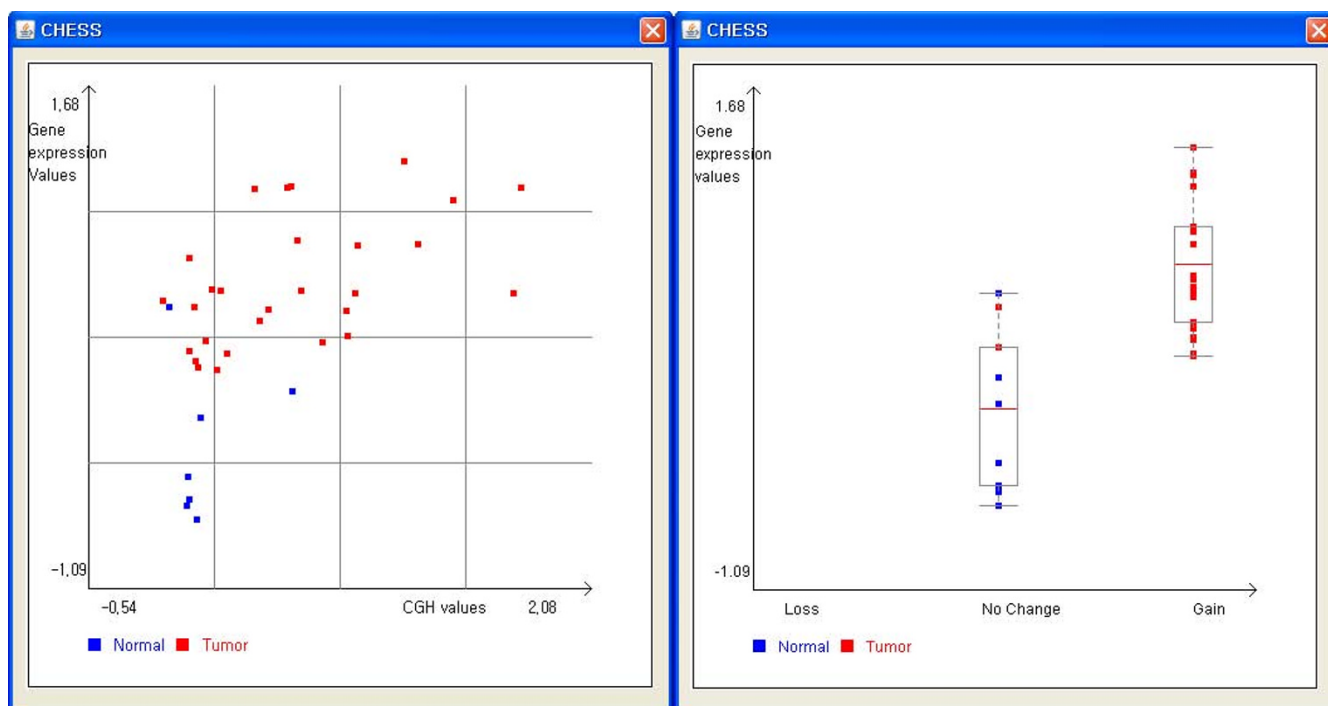 CHESS
1,68
Gene
expression
Values
-1,09
-0,54
CGH values
2,08
Normal
Tumor
CHESS
1.68
Gene
expression
values
-1.09
Loss
No Change
Gain
Normal
Tumor